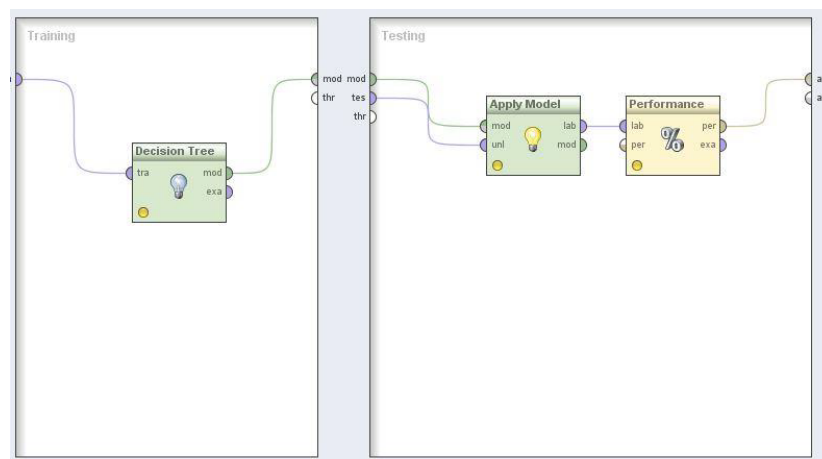 Training
mod
thr
Decision Tree
tra
mod
exa
Testing
mod
tes
thr
Apply Model
mod
lab
unl
mod
Performance
%
lab
per
per
exa
a
a